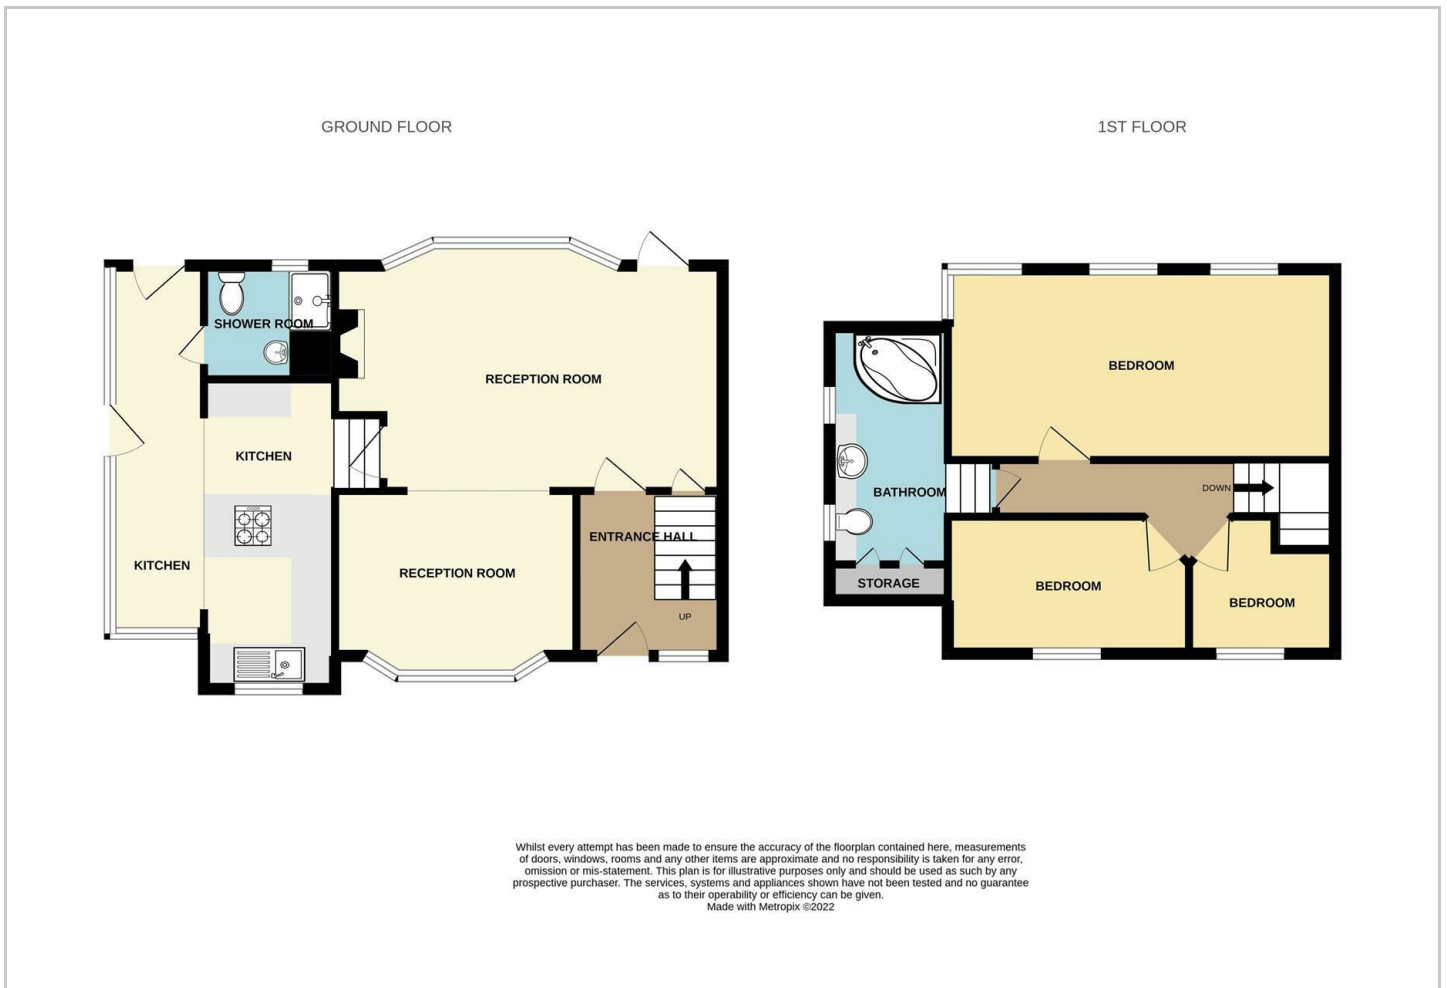 GROUND FLOOR
1ST FLOOR
SHOWER ROOM
RECEPTION ROOM
KITCHEN
ENTRANCE HALL
KITCHEN
RECEPTION ROOM
UP
BEDROOM
DOWN
BATHROOM
STORAGE
BEDROOM
BEDROOM
Whilst every attempt has been made to ensure the accuracy of the floorplan contained here, measurements
of doors, windows, rooms and any other items are approximate and no responsibility is taken for any error,
omission or mis-statement. This plan is for illustrative purposes only and should be used as such by any
prospective purchaser. The services, systems and appliances shown have not been tested and no guarantee
as to their operability or efficiency can be given.
Made with Metropix ©2022